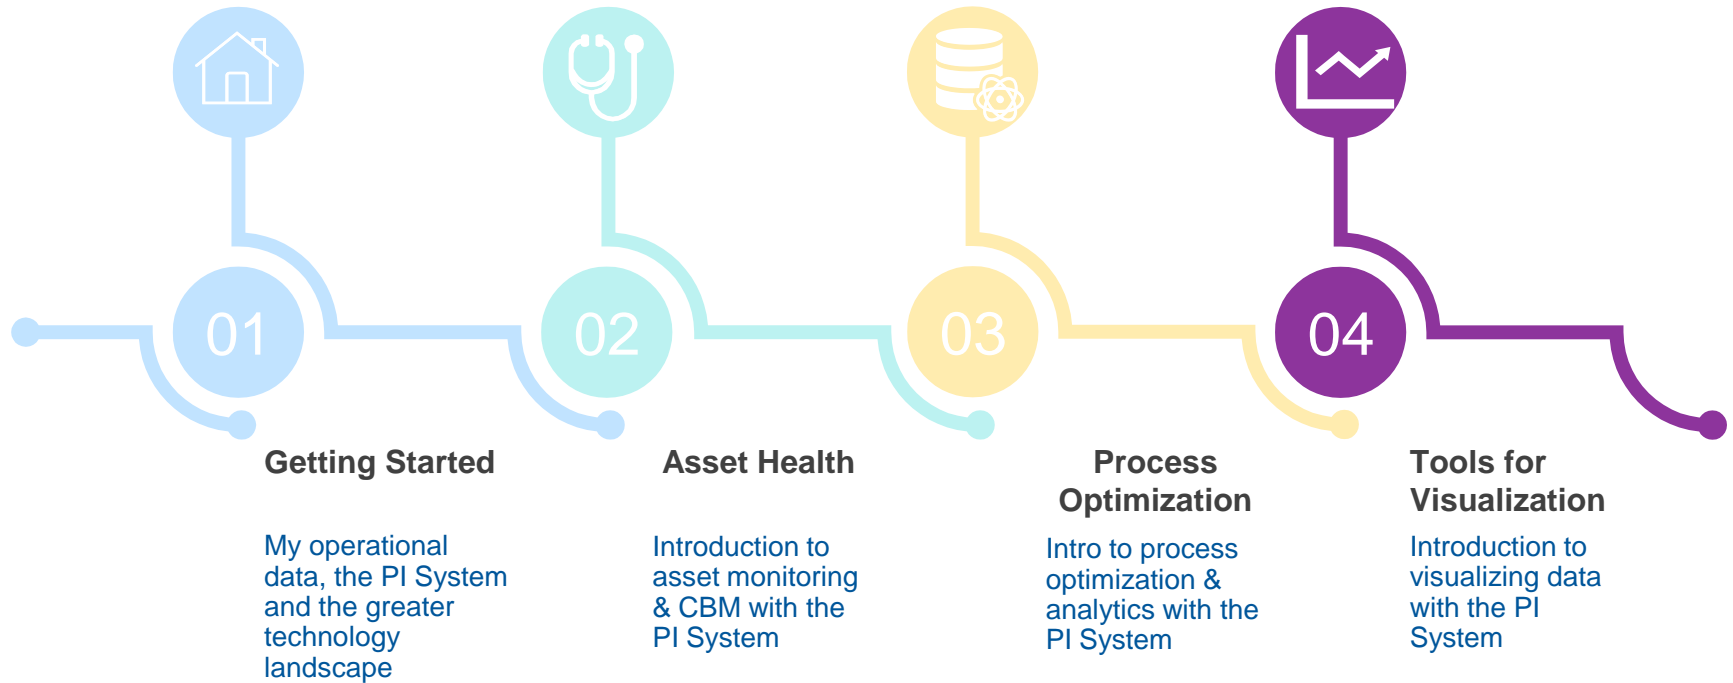 01
02
03
04
Getting Started
My operational
data, the PI System
and the greater
technology
landscape
Asset Health
Introduction to
asset monitoring
& CBM with the
PI System
Process
Optimization
Intro to process
optimization &
analytics with the
PI System
Tools for
Visualization
Introduction to
visualizing data
with the PI
System